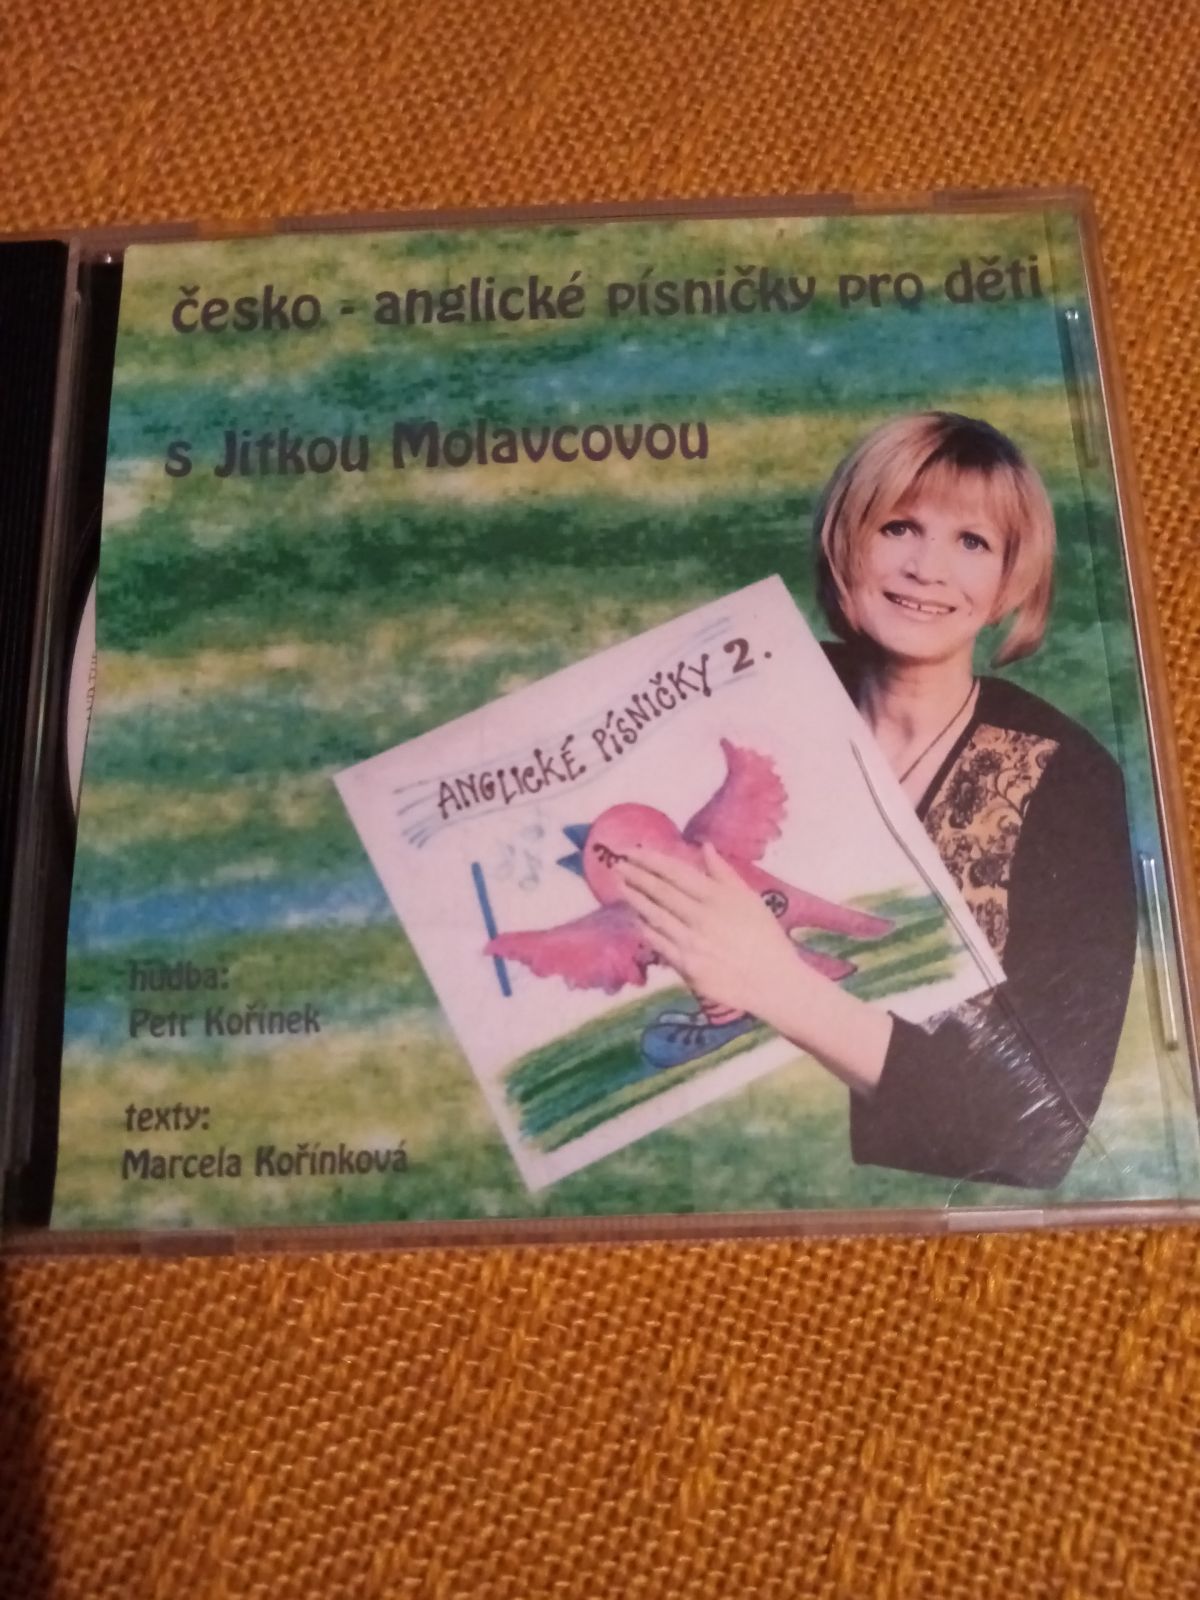 česko - anglické písničky pro děti
s Jitkou Molavcovou
ANGLICKÉ PÍSNIČKY 2.
hudba:
Petr Kořínek
texty:
Marcela Kořínková